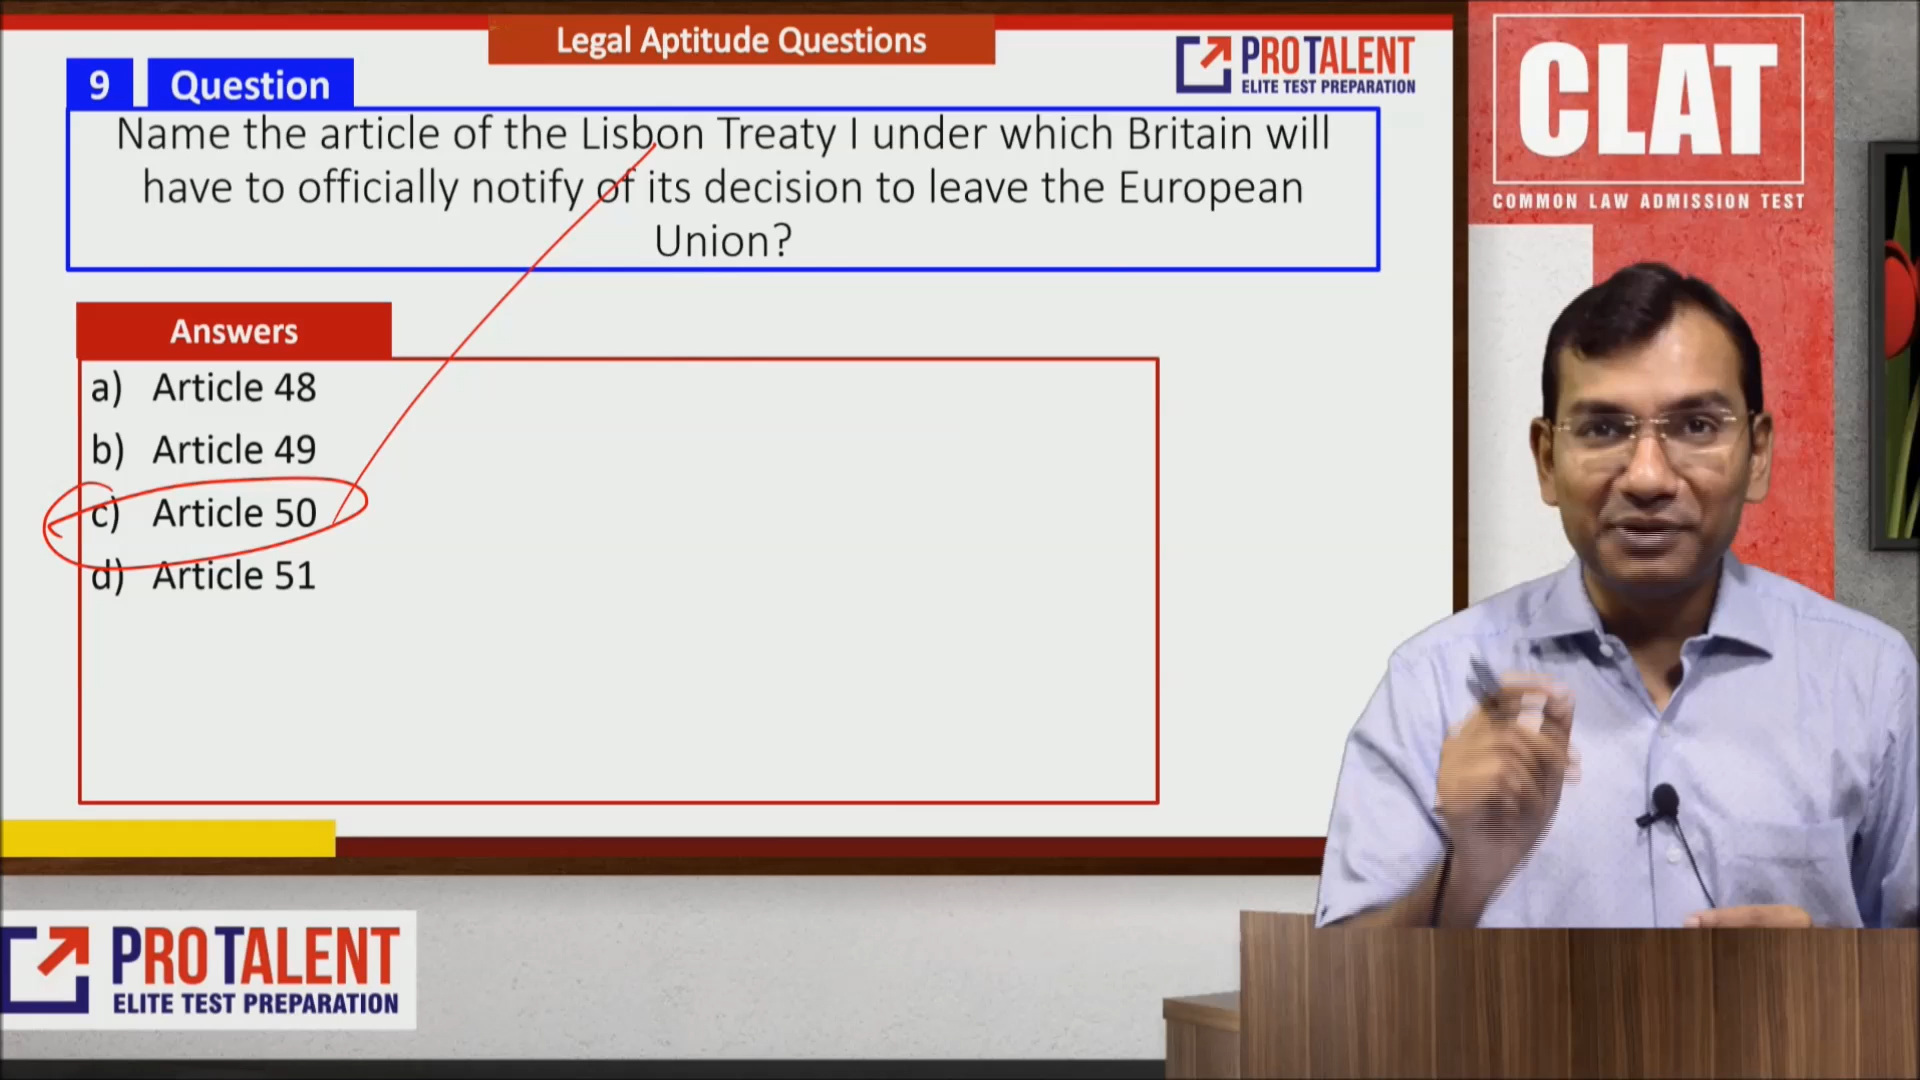 Legal Aptitude Questions
PROTALENT
ELITE TEST PREPARATION
9 Question
Name the article of the Lisbon Treaty I under which Britain will
have to officially notify of its decision to leave the European
Union?
Answers
a) Article 48
b) Article 49
c) Article 50
d) Article 51
CLAT
COMMON LAW ADMISSION TEST
PROTALENT
ELITE TEST PREPARATION